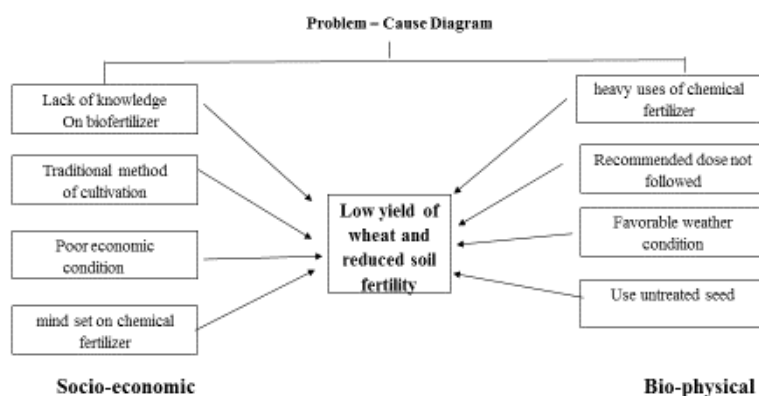 Problem – Cause Diagram
Lack of knowledge
On biofertilizer
Traditional method
of cultivation
Poor economic
condition
mind set on chemical
fertilizer
Low yield of
wheat and
reduced soil
fertility
heavy uses of chemical
fertilizer
Recommended dose not
followed
Favorable weather
condition
Use untreated seed
Socio-economic
Bio-physical